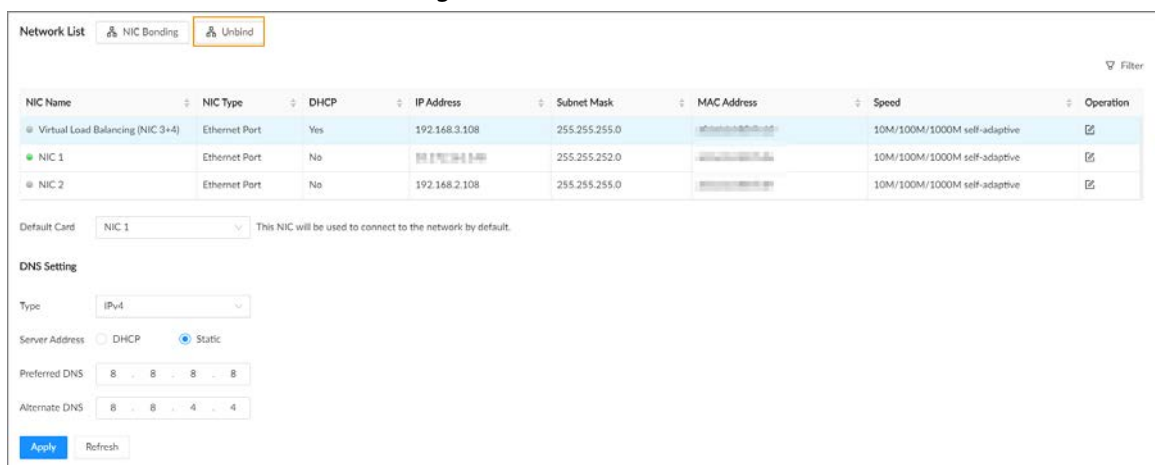 Network List NIC Bonding Unbind
Filter
NIC Name NIC Type DHCP IP Address Subnet Mask MAC Address Speed Operation
Virtual Load Balancing (NIC 3+4) Ethernet Port Yes 192.168.3.108 255.255.255.0 10M/100M/1000M self-adaptive
NIC 1 Ethernet Port No 255.255.252.0 10M/100M/1000M self-adaptive
NIC 2 Ethernet Port No 192.168.2.108 255.255.255.0 10M/100M/1000M self-adaptive
Default Card NIC 1 This NIC will be used to connect to the network by default.
DNS Setting
Type IPv4
Server Address DHCP Static
Preferred DNS 8 . 8 . 8 . 8
Alternate DNS 8 . 8 . 4 . 4
Apply Refresh